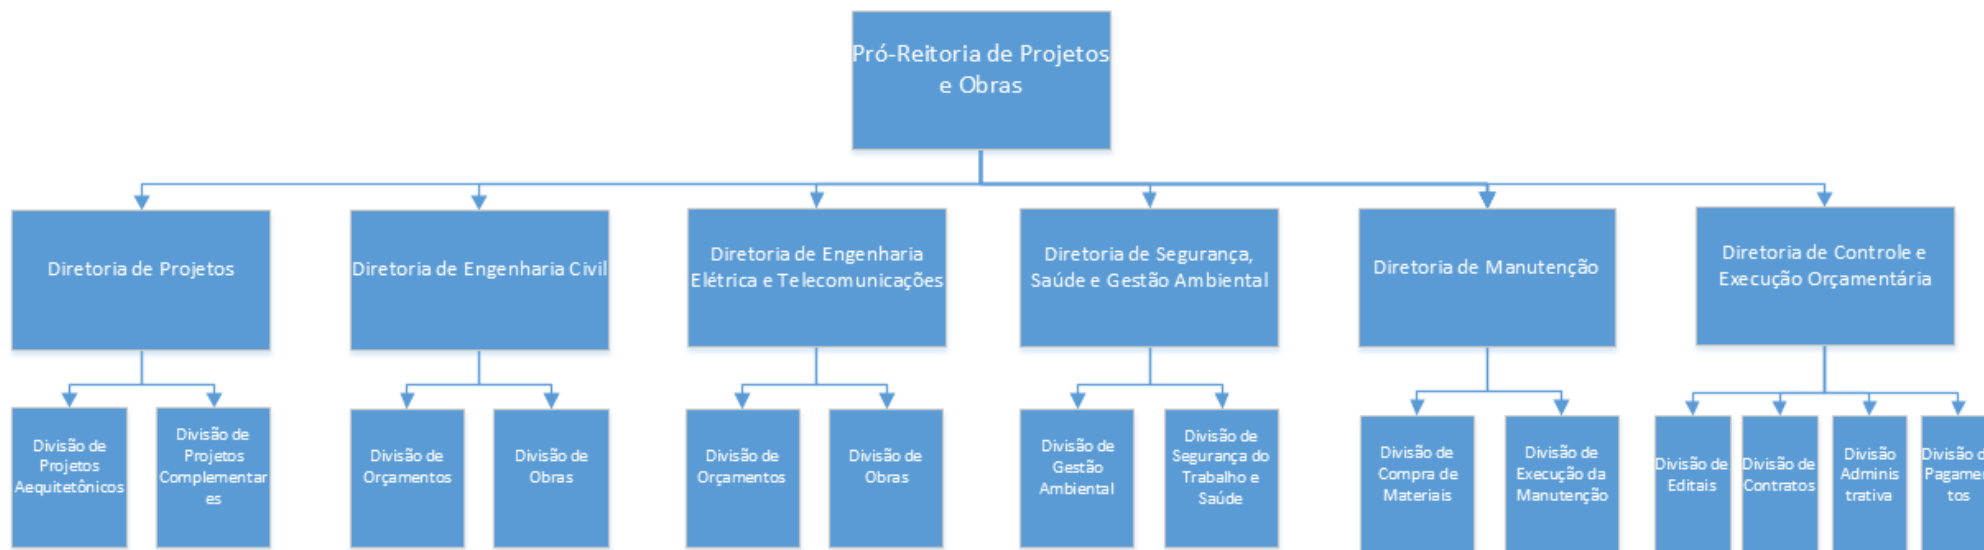 Pró-Reitoria de Projetos
e Obras
Diretoria de Projetos
Diretoria de Engenharia Civil
Diretoria de Engenharia
Elétrica e Telecomunicações
Diretoria de Segurança,
Saúde e Gestão Ambiental
Diretoria de Manutenção
Diretoria de Controle e
Execução Orçamentária
Divisão de
Projetos
Aequitetônicos
Divisão de
Projetos
Complementar
es
Divisão de
Orçamentos
Divisão de
Obras
Divisão de
Orçamentos
Divisão de
Obras
Divisão de
Gestão
Ambiental
Divisão de
Segurança do
Trabalho e
Saúde
Divisão de
Compra de
Materiais
Divisão de
Execução da
Manutenção
Divisão de
Editais
Divisão de
Contratos
Divisão
Adminis
trativa
Divisão de
Pagamen
tos